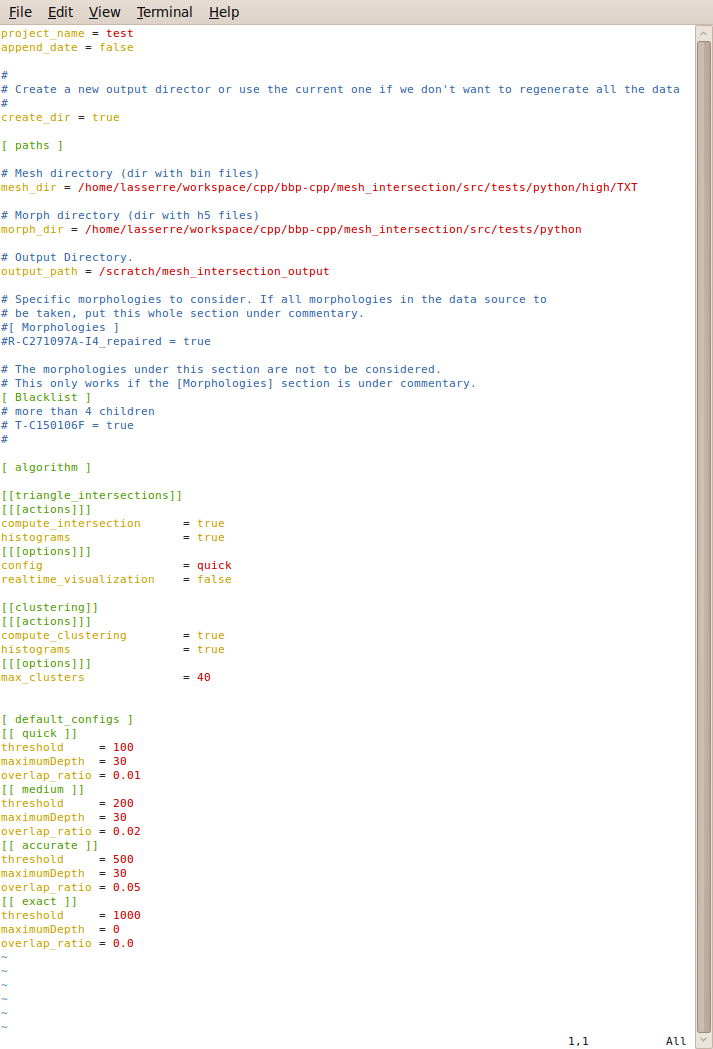 File Edit View Terminal Help
project_name = test
append_date = false
#
# Create a new output director or use the current one if we don't want to regenerate all the data
#
create_dir = true
[ paths ]
# Mesh directory (dir with bin files)
mesh_dir = /home/lasserre/workspace/cpp/bbp-cpp/mesh_intersection/src/tests/python/high/TXT
# Morph directory (dir with h5 files)
morph_dir = /home/lasserre/workspace/cpp/bbp-cpp/mesh_intersection/src/tests/python
# Output Directory.
output_path = /scratch/mesh_intersection_output
# Specific morphologies to consider. If all morphologies in the data source to
# be taken, put this whole section under commentary.
#[ Morphologies ]
#R-C271097A-I4_repaired = true
# The morphologies under this section are not to be considered.
# This only works if the [Morphologies] section is under commentary.
[ Blacklist ]
# more than 4 children
# T-C150106F = true
#
[ algorithm ]
[[triangle_intersections]]
[[[actions]]]
compute_intersection      = true
histograms                = true
[[[options]]]
config                    = quick
realtime_visualization    = false
[[clustering]]
[[[actions]]]
compute_clustering        = true
histograms                = true
[[[options]]]
max_clusters              = 40
[ default_configs ]
[[ quick ]]
threshold     = 100
maximumDepth  = 30
overlap_ratio = 0.01
[[ medium ]]
threshold     = 200
maximumDepth  = 30
overlap_ratio = 0.02
[[ accurate ]]
threshold     = 500
maximumDepth  = 30
overlap_ratio = 0.05
[[ exact ]]
threshold     = 1000
maximumDepth  = 0
overlap_ratio = 0.0
~
~
~
~
~
~
1,1 All